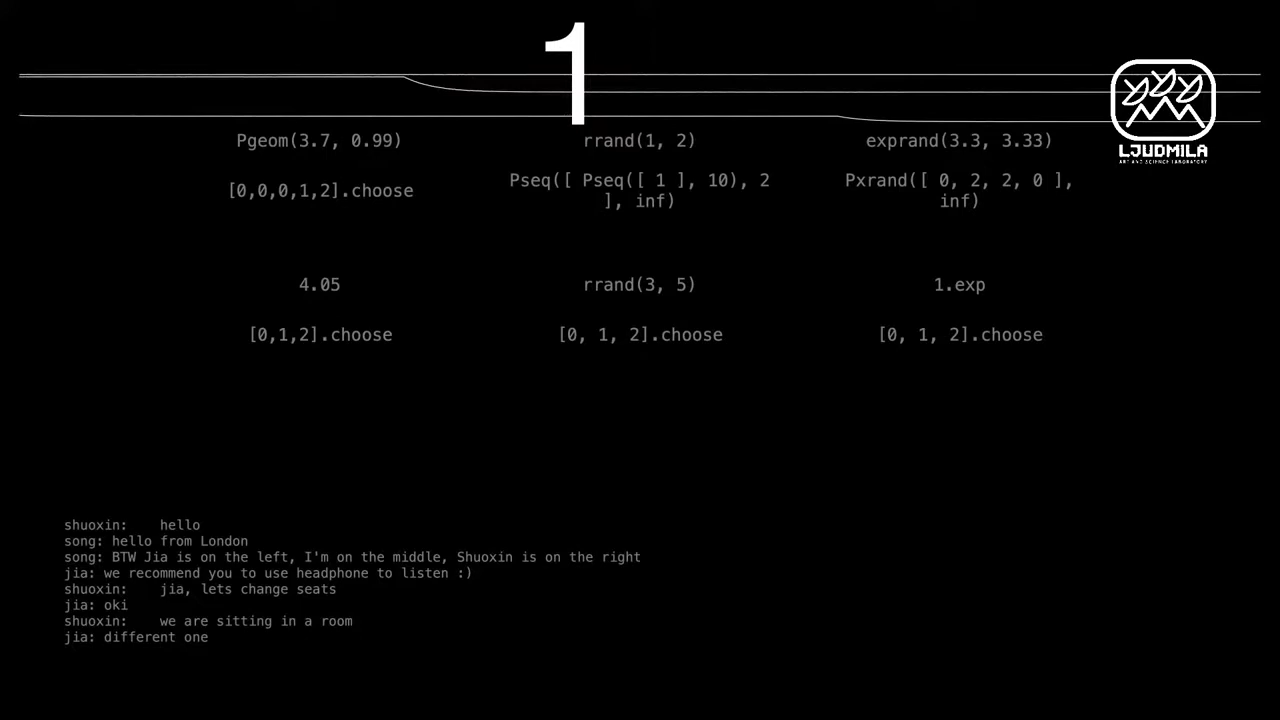 1
LJUDMILA
ART AND SCIENCE LABORATORY
Pgeom(3.7, 0.99)
rrand(1, 2)
exprand(3.3, 3.33)
[0,0,0,1,2].choose
Pseq([ Pseq([ 1 ], 10), 2
], inf)
Pxrand([ 0, 2, 2, 0 ],
inf)
4.05
rrand(3, 5)
1.exp
[0,1,2].choose
[0, 1, 2].choose
[0, 1, 2].choose
shuoxin:    hello
song: hello from London
song: BTW Jia is on the left, I'm on the middle, Shuoxin is on the right
jia: we recommend you to use headphone to listen :)
shuoxin:    jia, lets change seats
jia: oki
shuoxin:    we are sitting in a room
jia: different one